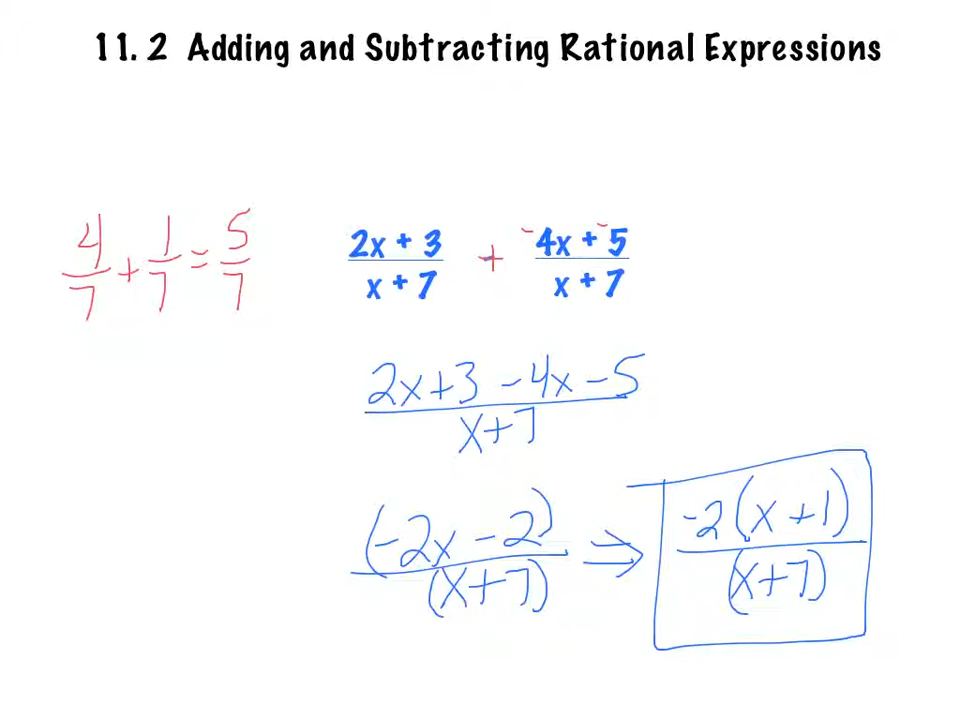 11. 2 Adding and Subtracting Rational Expressions
4/7 + 1/7 = 5/7
2x + 3 + -4x + -5
x + 7 x + 7
2x+3 -4x -5
x+7
(-2x - 2) ⇒ -2(x + 1)
(x+7) (x+7)